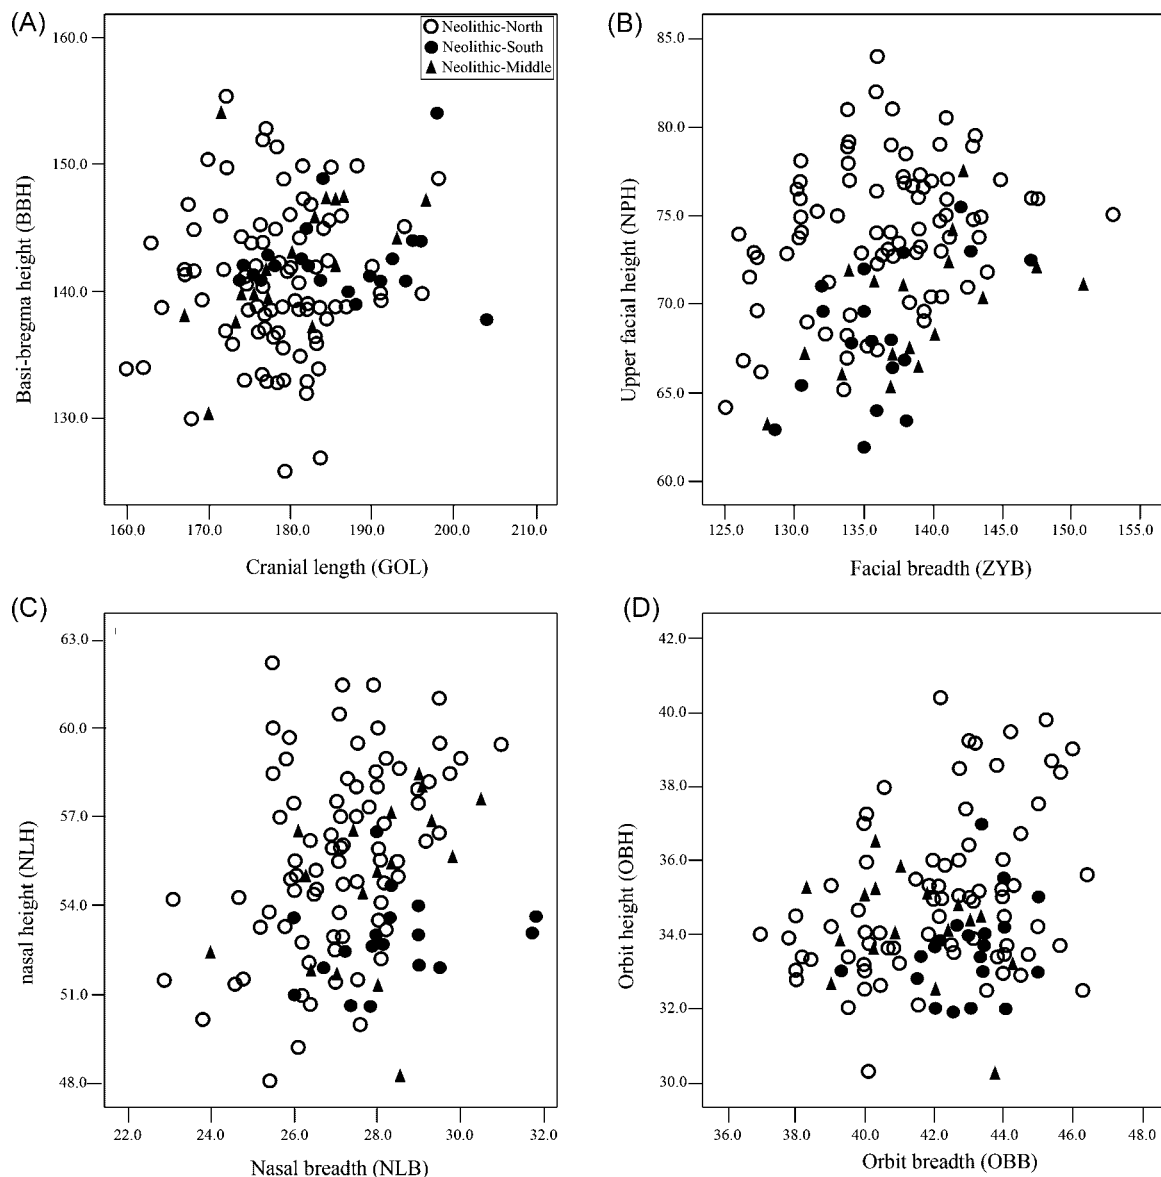 (A)
160.0
150.0
140.0
130.0
Basi-bregma height (BBH)
Neolithic-North
Neolithic-South
Neolithic-Middle
160.0 170.0 180.0 190.0 200.0 210.0
Cranial length (GOL)
(B)
85.0
80.0
75.0
70.0
65.0
60.0
Upper facial height (NPH)
125.0 130.0 135.0 140.0 145.0 150.0 155.0
Facial breadth (ZYB)
(C)
63.0
60.0
57.0
54.0
51.0
48.0
nasal height (NLH)
22.0 24.0 26.0 28.0 30.0 32.0
Nasal breadth (NLB)
(D)
42.0
40.0
38.0
36.0
34.0
32.0
30.0
Orbit height (OBH)
36.0 38.0 40.0 42.0 44.0 46.0 48.0
Orbit breadth (OBB)